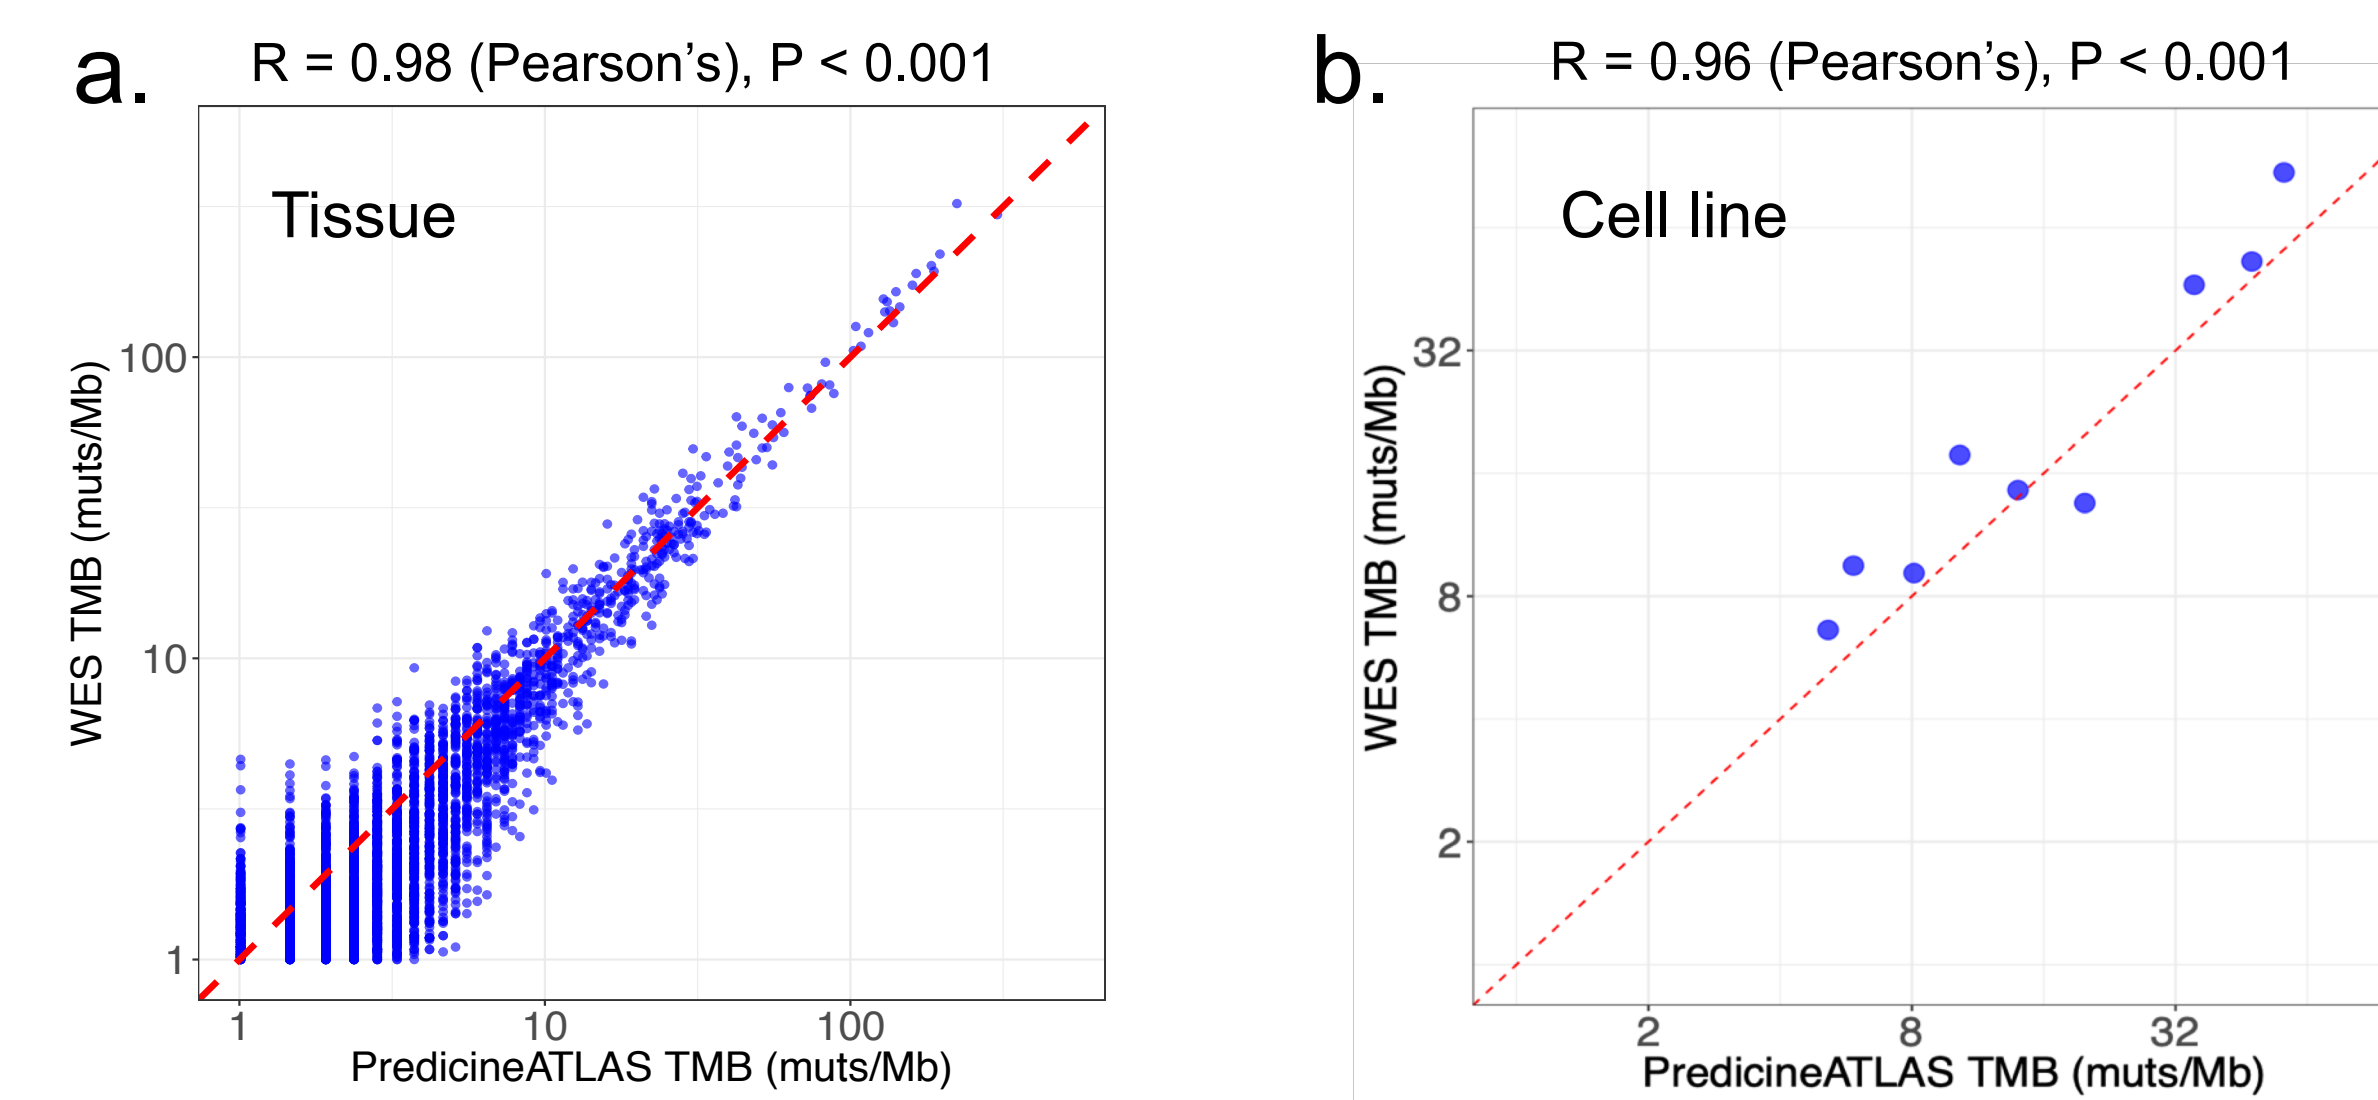 a.
R = 0.98 (Pearson's), P < 0.001
Tissue
WES TMB (muts/Mb)
100
10
1
1 10 100
PredicineATLAS TMB (muts/Mb)
b.
R = 0.96 (Pearson's), P < 0.001
Cell line
WES TMB (muts/Mb)
32
8
2
2 8 32
PredicineATLAS TMB (muts/Mb)